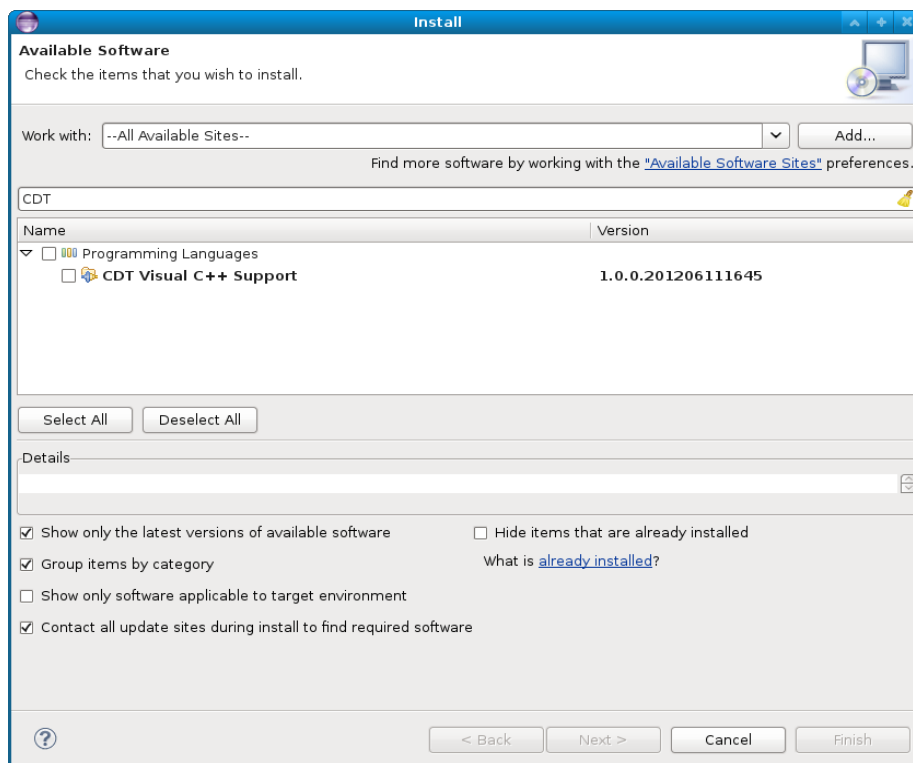 Install
Available Software
Check the items that you wish to install.
Work with: --All Available Sites-- Add...
Find more software by working with the "Available Software Sites" preferences.
CDT
Name Version
Programming Languages
CDT Visual C++ Support 1.0.0.201206111645
Select All Deselect All
Details
Show only the latest versions of available software Hide items that are already installed
Group items by category What is already installed?
Show only software applicable to target environment
Contact all update sites during install to find required software
? < Back Next > Cancel Finish